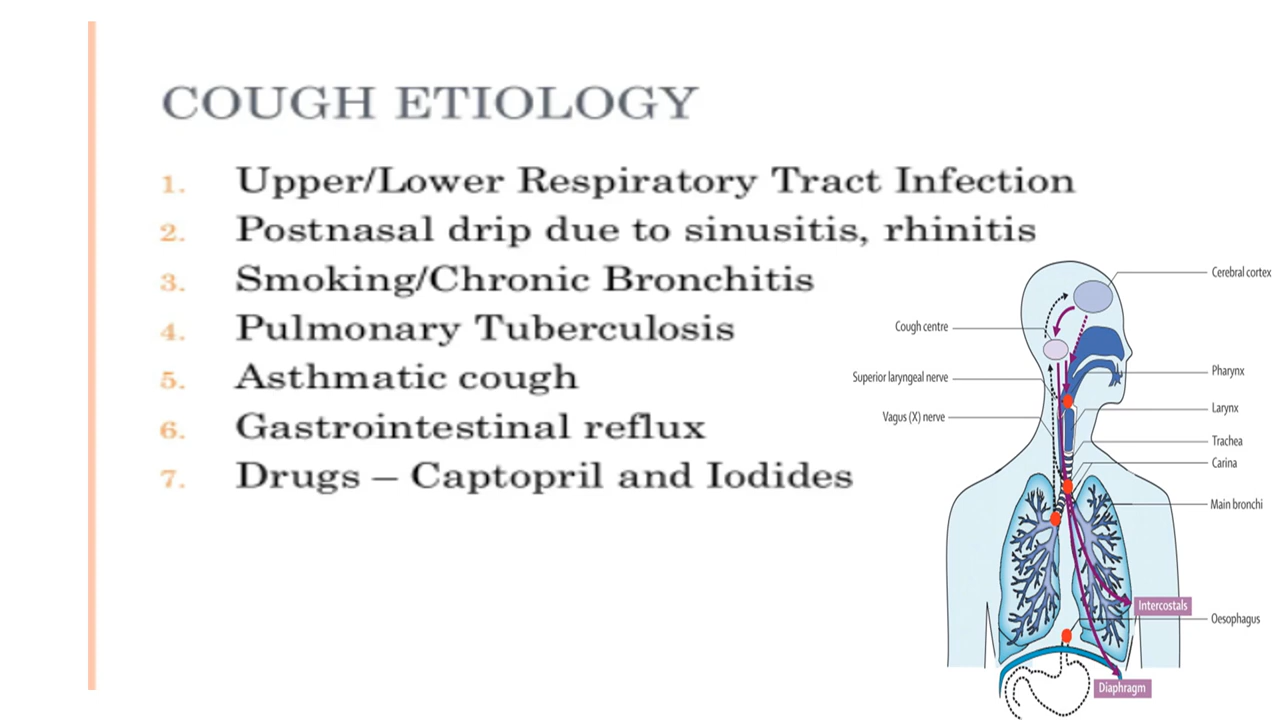 COUGH ETIOLOGY
1. Upper/Lower Respiratory Tract Infection
2. Postnasal drip due to sinusitis, rhinitis
3. Smoking/Chronic Bronchitis
4. Pulmonary Tuberculosis
5. Asthmatic cough
6. Gastrointestinal reflux
7. Drugs – Captopril and Iodides
Cerebral cortex
Cough centre
Pharynx
Superior laryngeal nerve
Larynx
Vagus (X) nerve
Trachea
Carina
Main bronchi
Intercostals
Oesophagus
Diaphragm